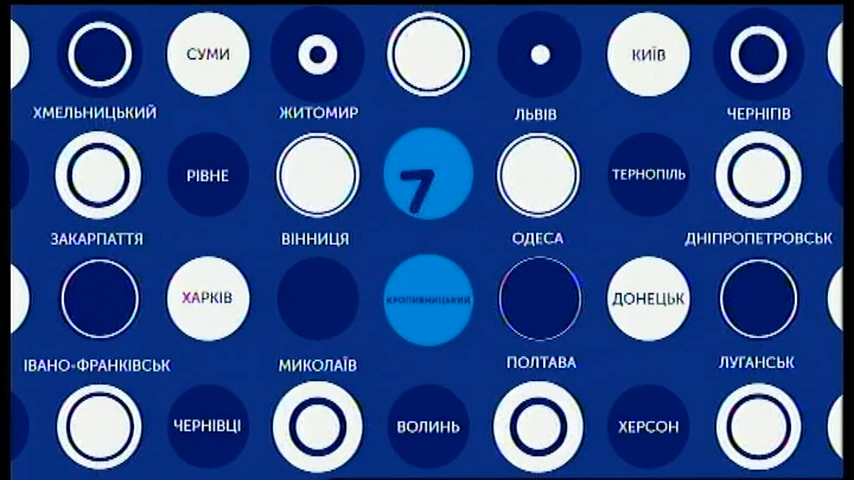 СУМИ
КИЇВ
ХМЕЛЬНИЦЬКИЙ
ЖИТОМИР
ЛЬВІВ
ЧЕРНІГІВ
РІВНЕ
7
ТЕРНОПІЛЬ
ЗАКАРПАТТЯ
ВІННИЦЯ
ОДЕСА
ДНІПРОПЕТРОВСЬК
ХАРКІВ
КРОПИВНИЦЬКИЙ
ДОНЕЦЬК
ІВАНО-ФРАНКІВСЬК
МИКОЛАЇВ
ПОЛТАВА
ЛУГАНСЬК
ЧЕРНІВЦІ
ВОЛИНЬ
ХЕРСОН